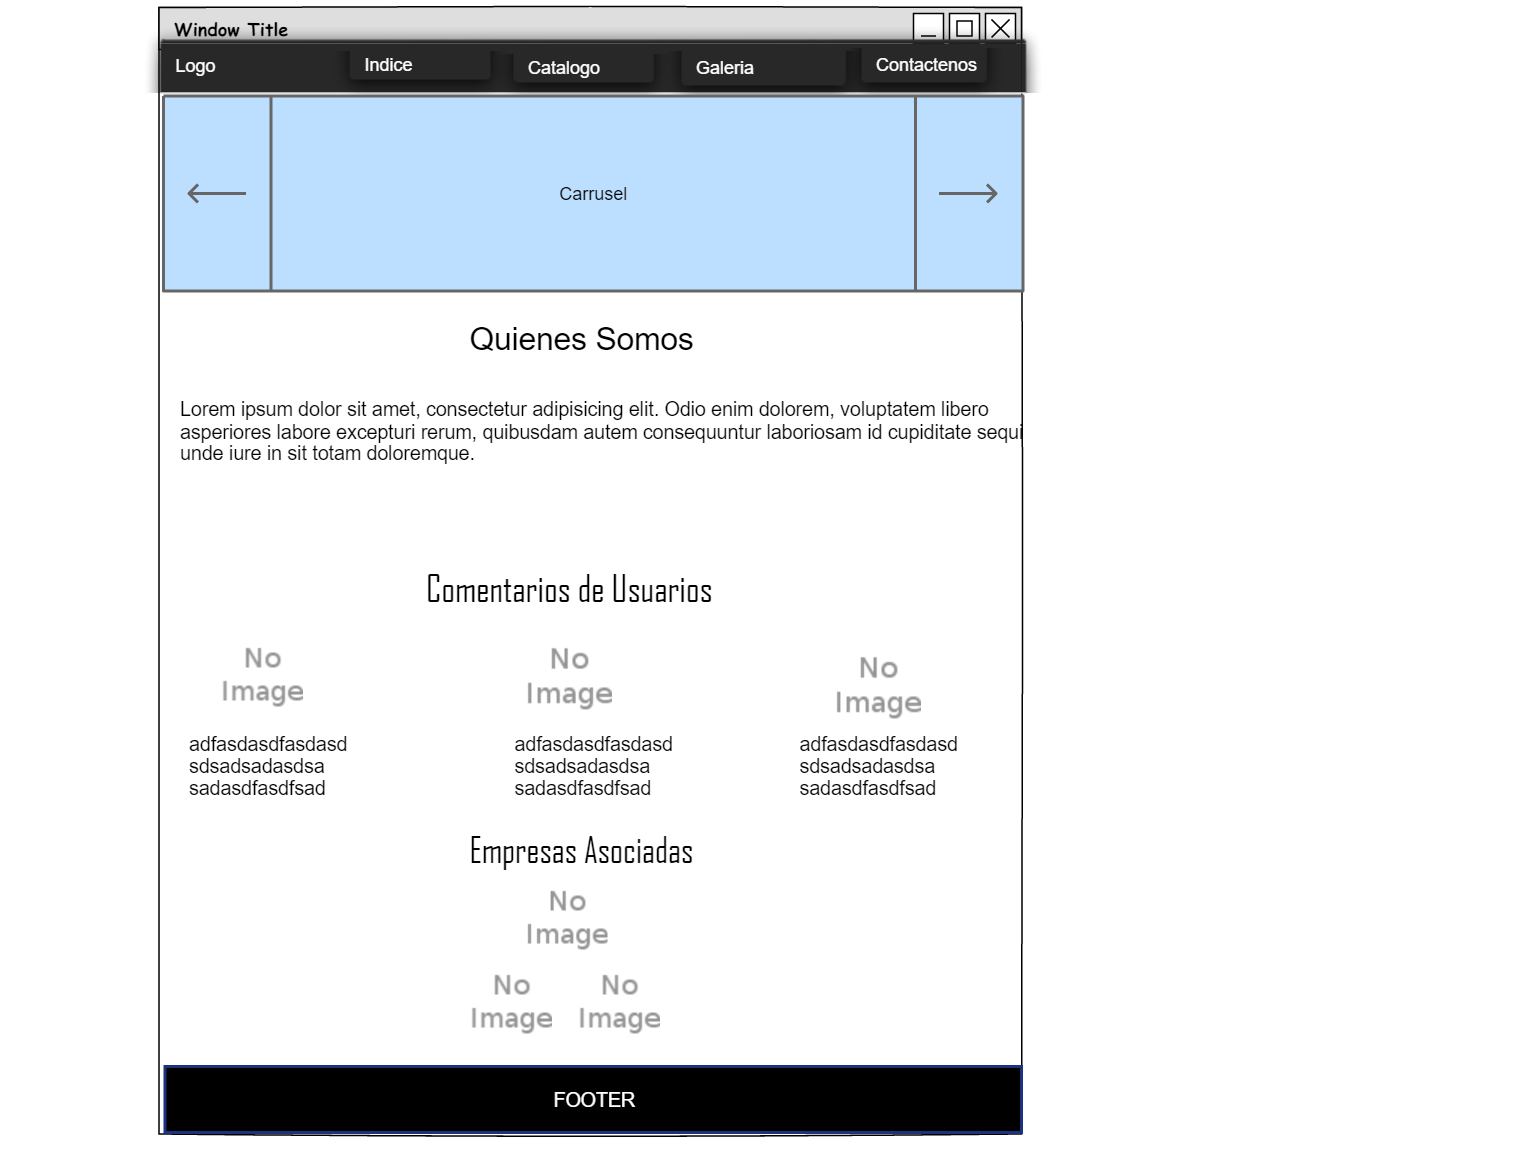 Window Title
Logo
Indice
Catalogo
Galeria
Contactenos
Carrusel
Quienes Somos
Lorem ipsum dolor sit amet, consectetur adipisicing elit. Odio enim dolorem, voluptatem libero
asperiores labore excepturi rerum, quibusdam autem consequuntur laboriosam id cupiditate sequi
unde iure in sit totam doloremque.
Comentarios de Usuarios
No
Image
No
Image
No
Image
adfasdasdfasdasd
sdsadsadasdsa
sadasdfasdfsad
adfasdasdfasdasd
sdsadsadasdsa
sadasdfasdfsad
adfasdasdfasdasd
sdsadsadasdsa
sadasdfasdfsad
Empresas Asociadas
No
Image
No
Image
No
Image
FOOTER